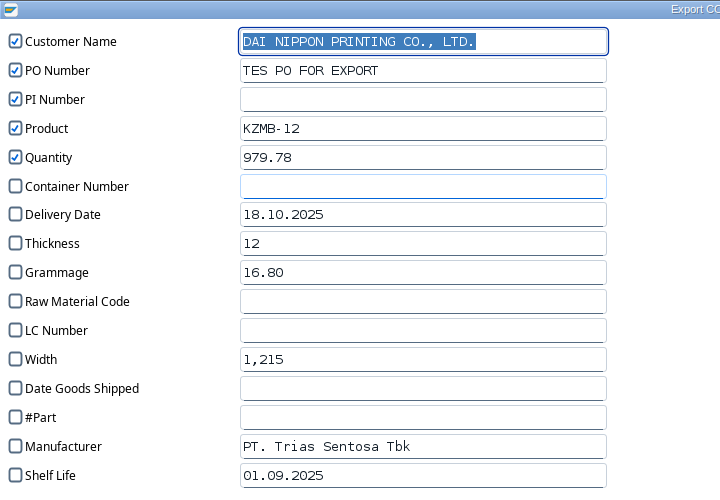 Export CO
Customer Name DAI NIPPON PRINTING CO., LTD.
PO Number TES PO FOR EXPORT
PI Number
Product KZMB-12
Quantity 979.78
Container Number
Delivery Date 18.10.2025
Thickness 12
Grammage 16.80
Raw Material Code
LC Number
Width 1,215
Date Goods Shipped
#Part
Manufacturer PT. Trias Sentosa Tbk
Shelf Life 01.09.2025